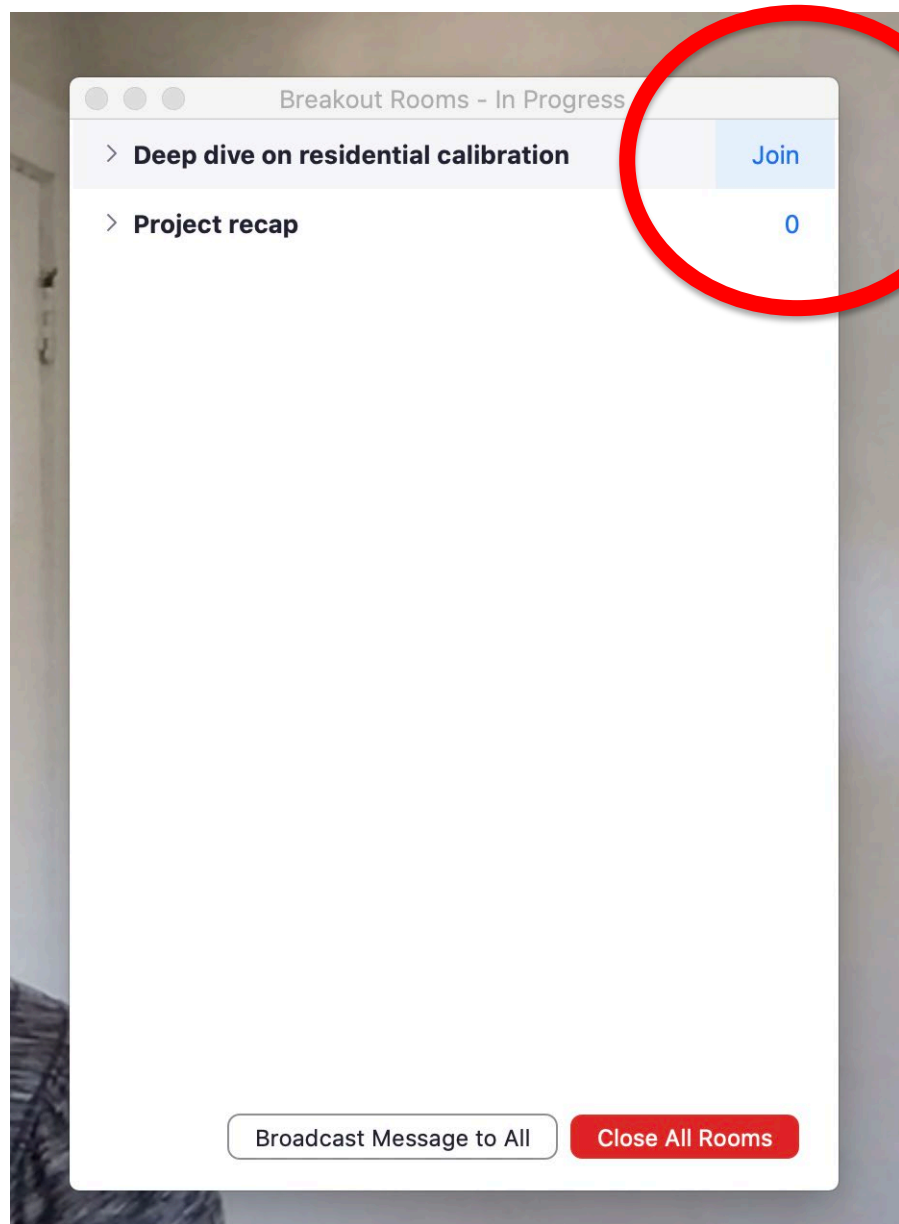 Breakout Rooms - In Progress
Deep dive on residential calibration Join
Project recap 0
Broadcast Message to All Close All Rooms